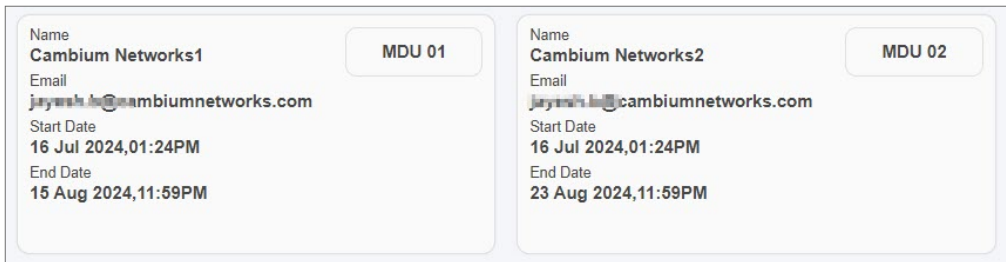 Name
Cambium Networks1
MDU 01
Email
cambiumnetworks.com
Start Date
16 Jul 2024,01:24PM
End Date
15 Aug 2024,11:59PM
Name
Cambium Networks2
MDU 02
Email
cambiumnetworks.com
Start Date
16 Jul 2024,01:24PM
End Date
23 Aug 2024,11:59PM